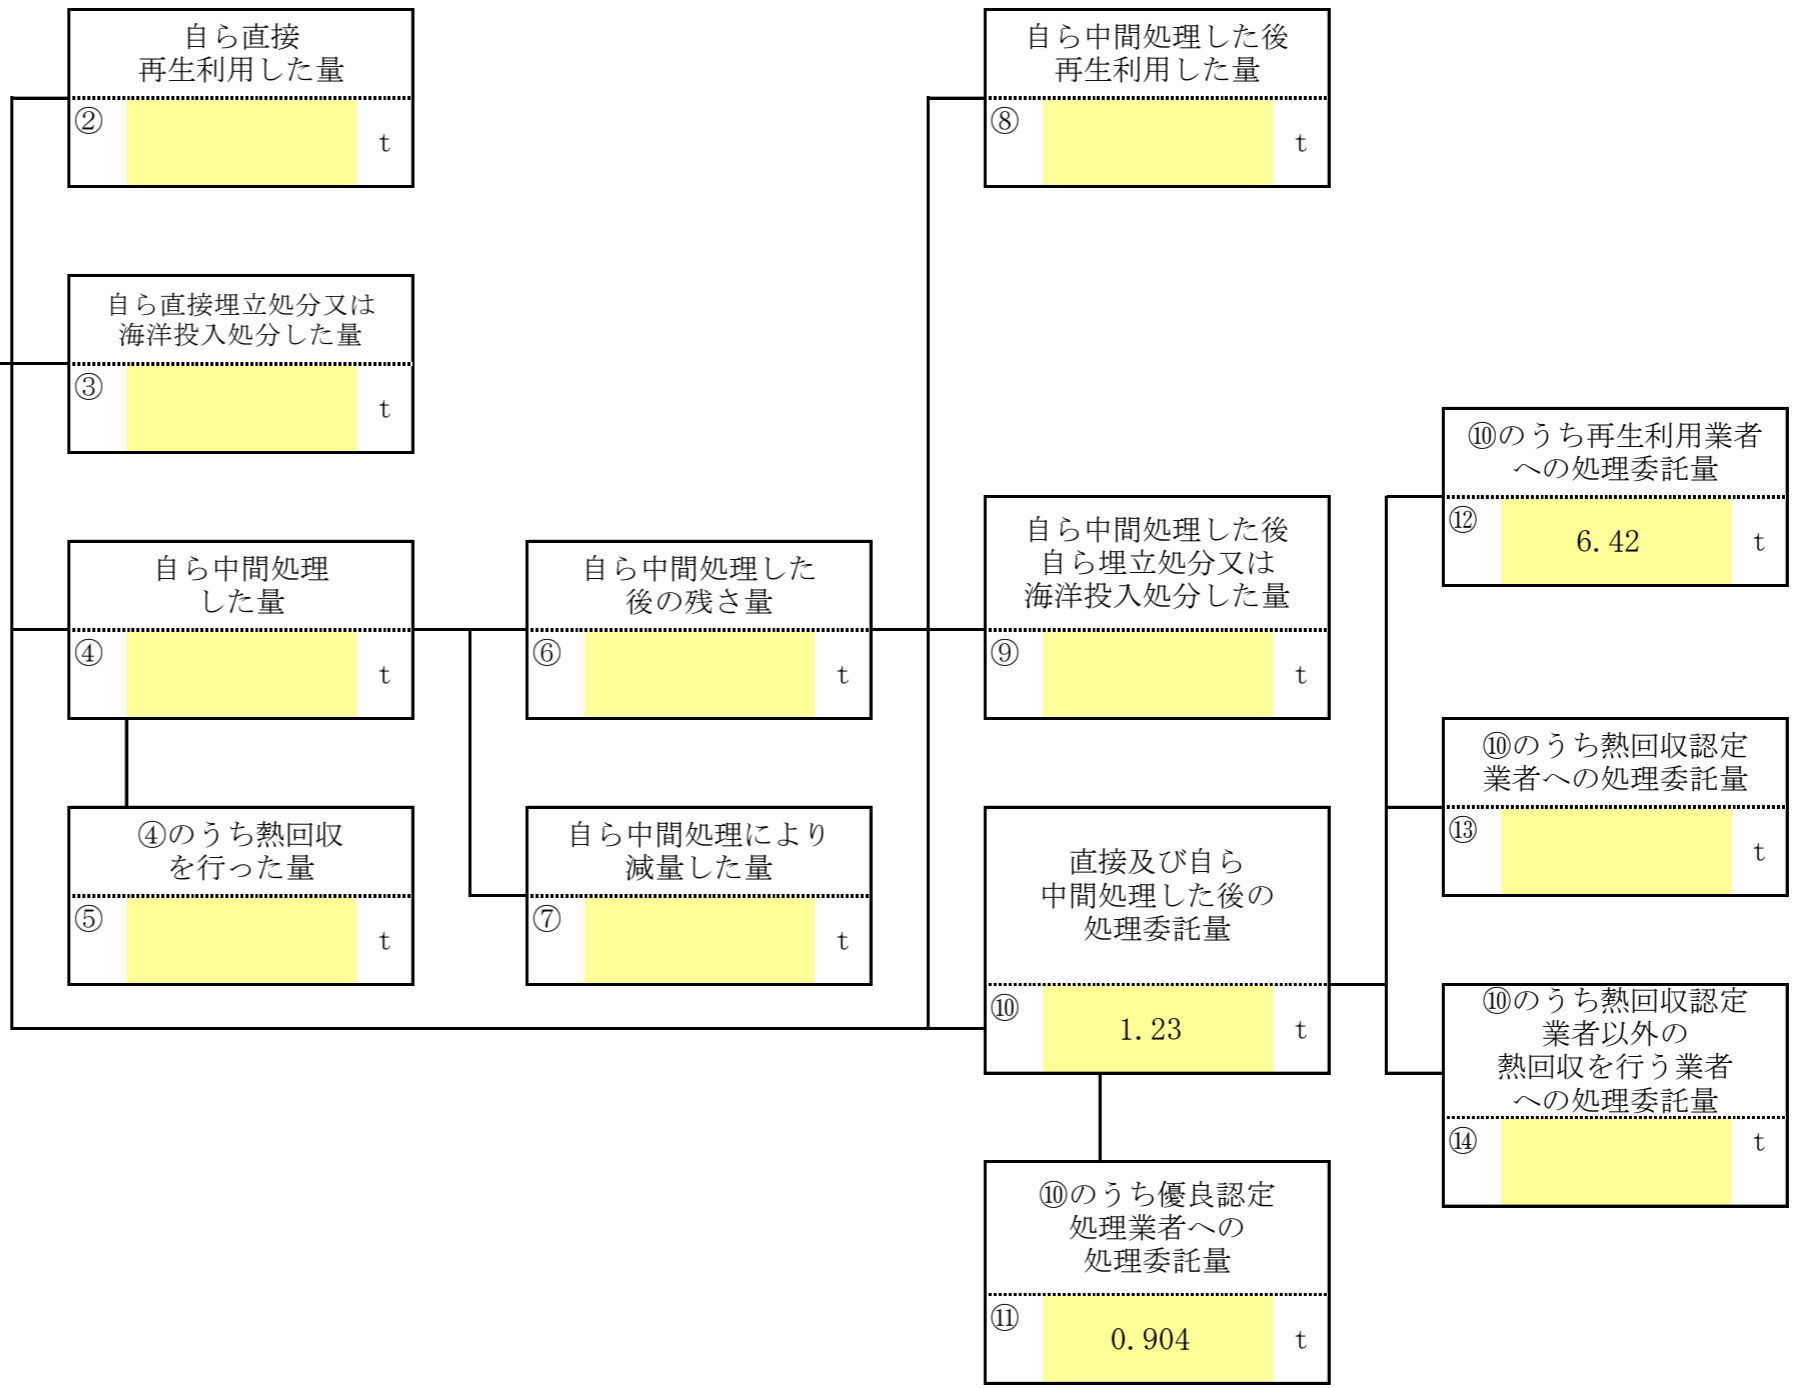 自ら直接
再生利用した量
②
t
自ら中間処理した後
再生利用した量
⑧
t
自ら直接埋立処分又は
海洋投入処分した量
③
t
⑩のうち再生利用業者
への処理委託量
⑫
6.42
t
自ら中間処理
した量
④
t
自ら中間処理した
後の残さ量
⑥
t
自ら中間処理した後
自ら埋立処分又は
海洋投入処分した量
⑨
t
⑩のうち熱回収認定
業者への処理委託量
⑬
t
④のうち熱回収
を行った量
⑤
t
自ら中間処理により
減量した量
⑦
t
直接及び自ら
中間処理した後の
処理委託量
⑩
1.23
t
⑩のうち熱回収認定
業者以外の
熱回収を行う業者
への処理委託量
⑭
t
⑩のうち優良認定
処理業者への
処理委託量
⑪
0.904
t